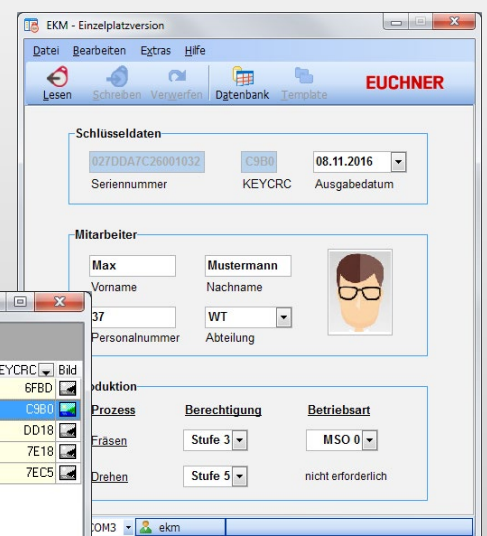 EKM - Einzelplatzversion
Datei Bearbeiten Extras Hilfe
Lesen Schreiben Verwerfen Datenbank Template
EUCHNER
Schlüsseldaten
027DDA7C26001032 C9B0 08.11.2016
Seriennummer KEYCRC Ausgabedatum
Mitarbeiter
Max Mustermann
Vorname Nachname
37 WT
Personalnummer Abteilung
oduktion
Prozess Berechtigung Betriebsart
Fräsen Stufe 3 MSO 0
Drehen Stufe 5 nicht erforderlich
COM3 ekm
EYCRC Bild
6FBD
C9B0
DD18
7E18
7EC5